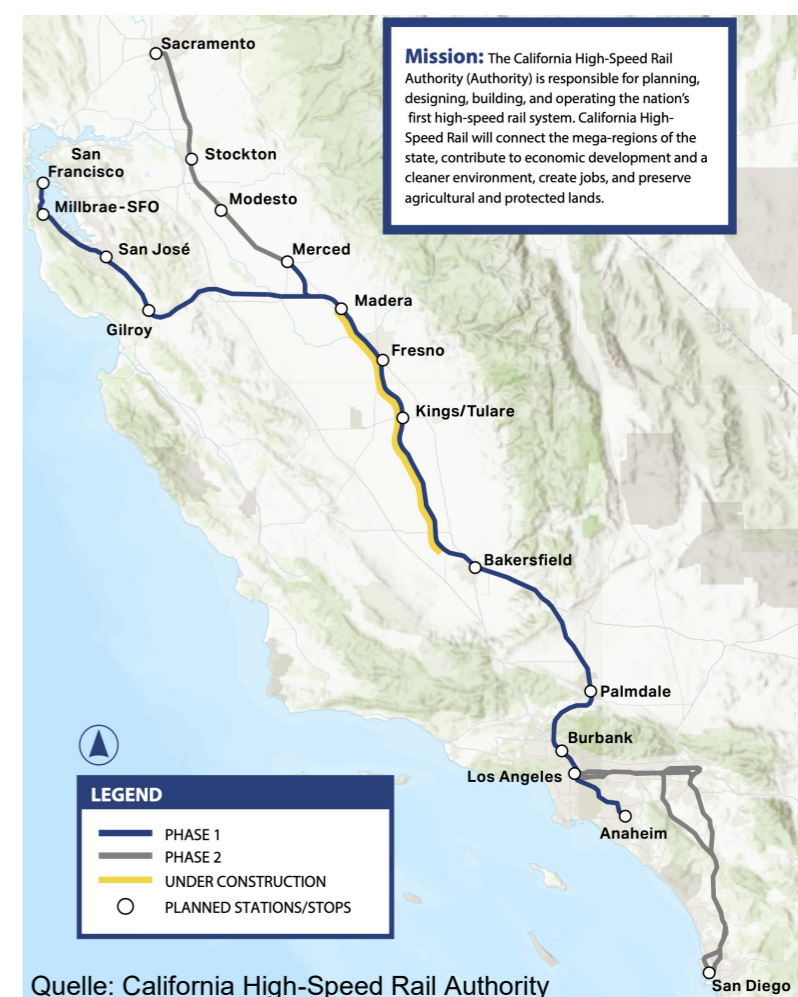 Sacramento
Mission: The California High-Speed Rail
Authority (Authority) is responsible for planning,
designing, building, and operating the nation's
first high-speed rail system. California High-
Speed Rail will connect the mega-regions of the
state, contribute to economic development and a
cleaner environment, create jobs, and preserve
agricultural and protected lands.
Stockton
San
Francisco
Modesto
Millbrae-SFO
San José
Merced
Madera
Gilroy
Fresno
Kings/Tulare
Bakersfield
Palmdale
Burbank
Los Angeles
Anaheim
LEGEND
PHASE 1
PHASE 2
UNDER CONSTRUCTION
PLANNED STATIONS/STOPS
San Diego
Quelle: California High-Speed Rail Authority